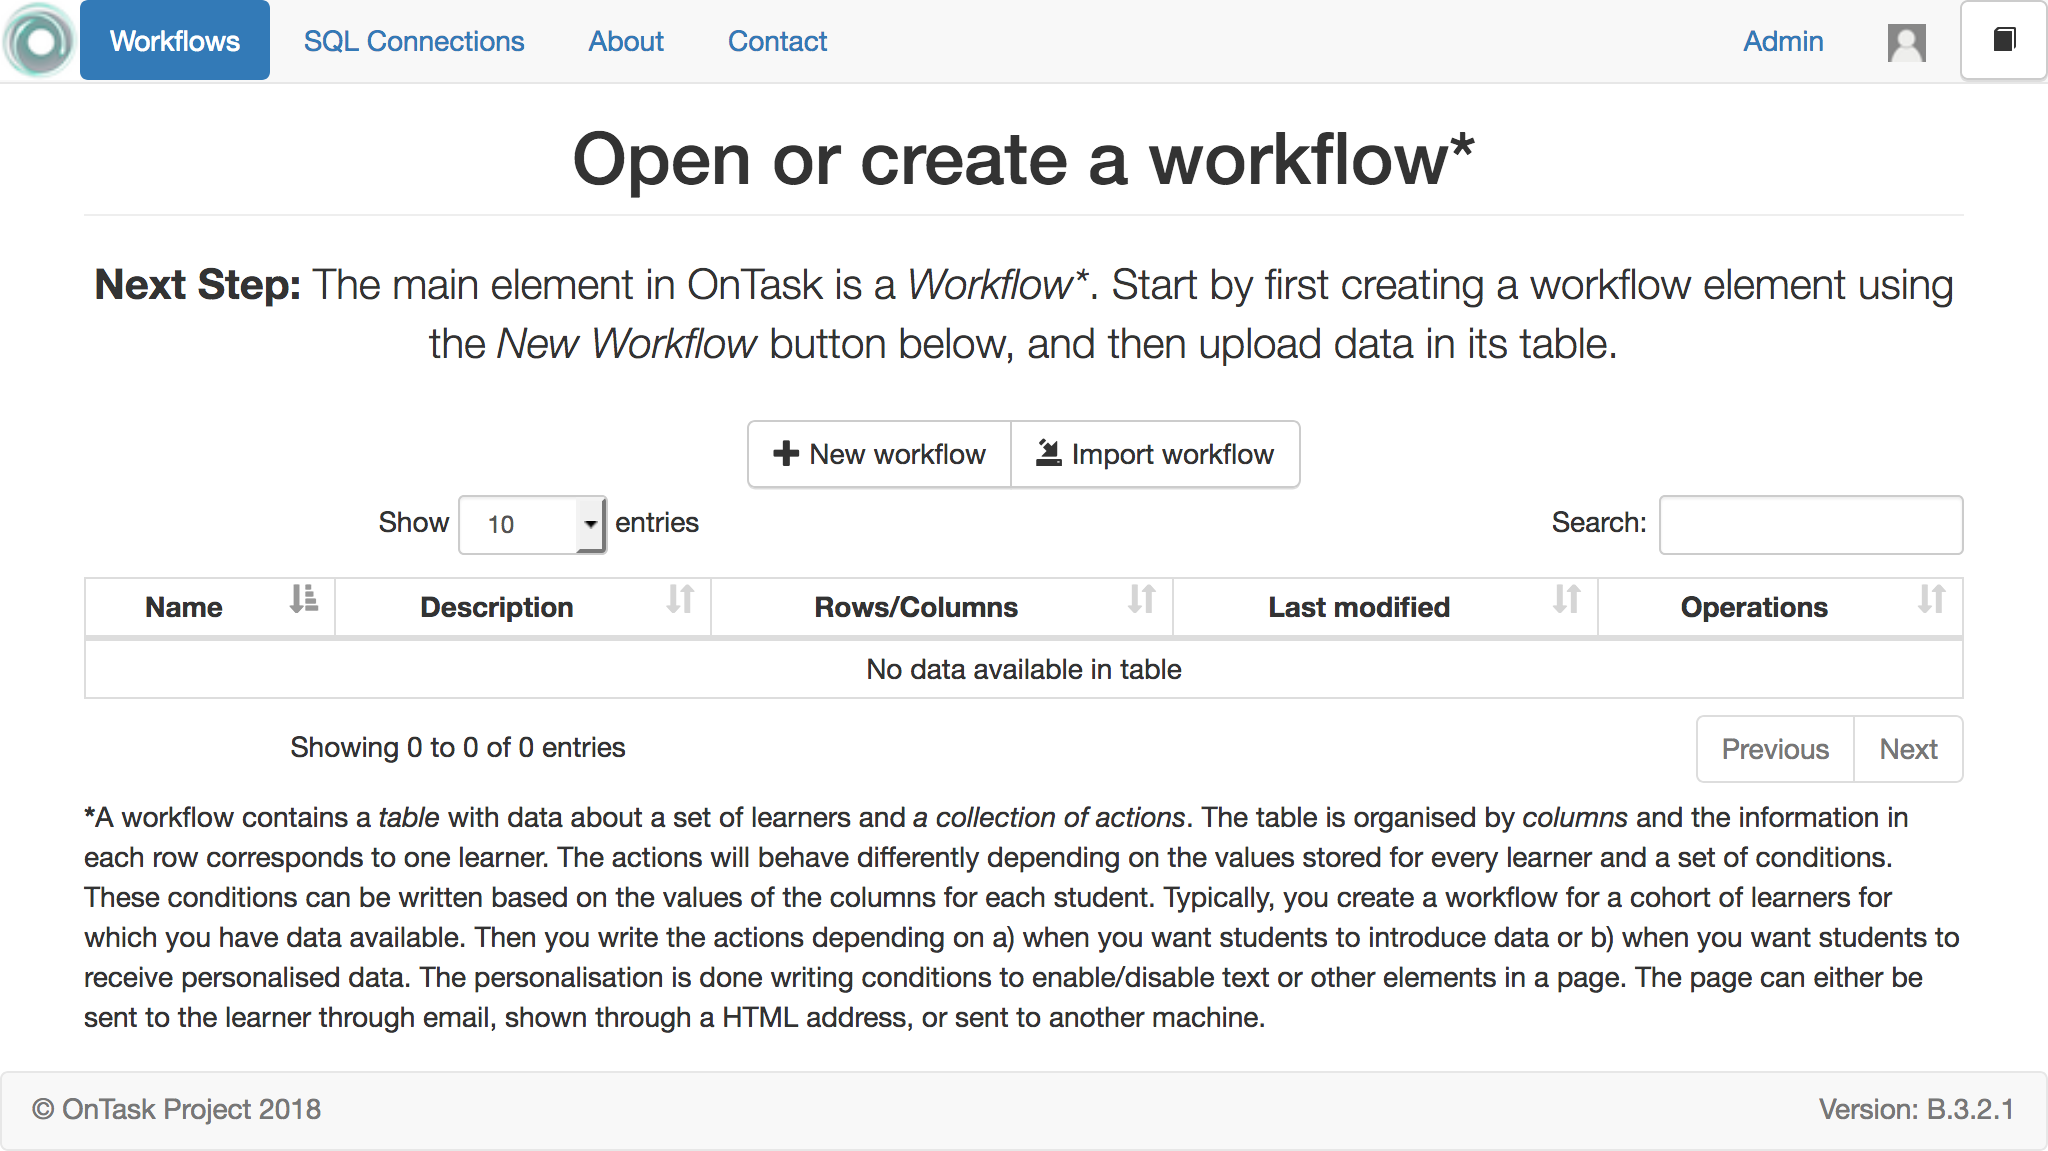 Workflows SQL Connections About Contact Admin
Open or create a workflow*
Next Step: The main element in OnTask is a Workflow*. Start by first creating a workflow element using
the New Workflow button below, and then upload data in its table.
New workflow Import workflow
Show 10 entries Search:
Name Description Rows/Columns Last modified Operations
No data available in table
Showing 0 to 0 of 0 entries Previous Next
*A workflow contains a table with data about a set of learners and a collection of actions. The table is organised by columns and the information in
each row corresponds to one learner. The actions will behave differently depending on the values stored for every learner and a set of conditions.
These conditions can be written based on the values of the columns for each student. Typically, you create a workflow for a cohort of learners for
which you have data available. Then you write the actions depending on a) when you want students to introduce data or b) when you want students to
receive personalised data. The personalisation is done writing conditions to enable/disable text or other elements in a page. The page can either be
sent to the learner through email, shown through a HTML address, or sent to another machine.
© OnTask Project 2018 Version: B.3.2.1